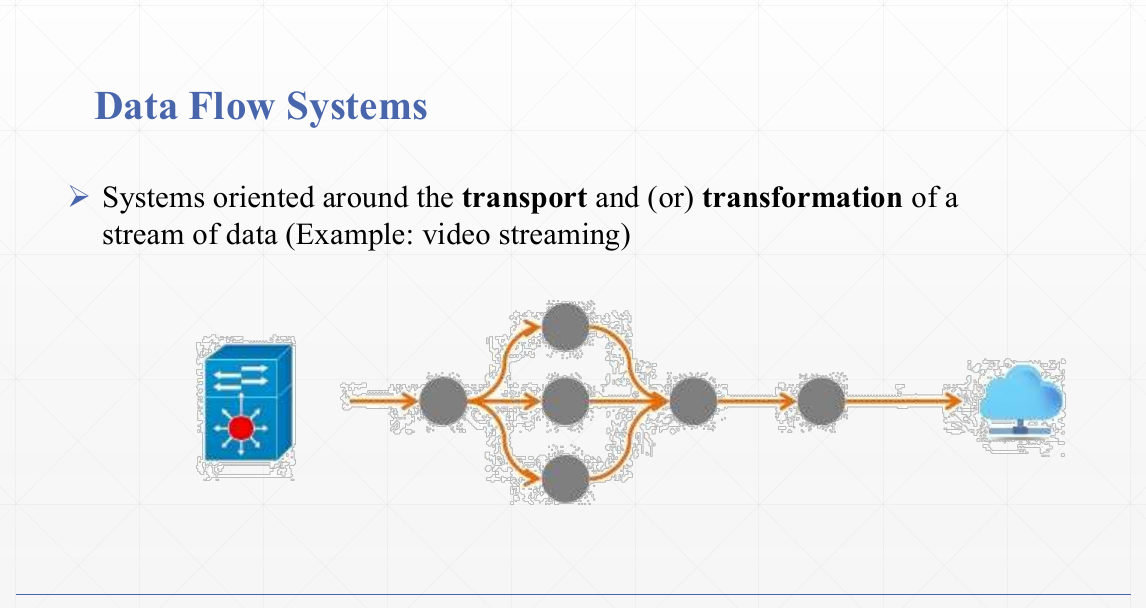 Data Flow Systems
Systems oriented around the transport and (or) transformation of a
stream of data (Example: video streaming)